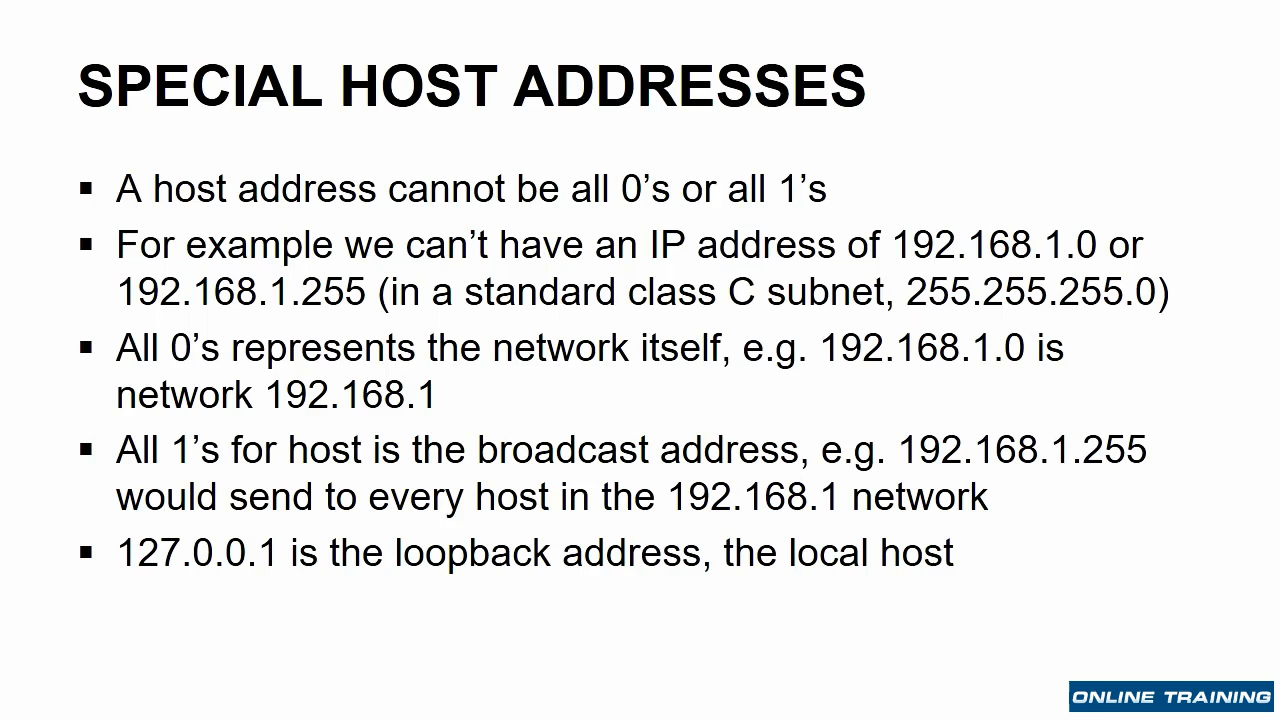 SPECIAL HOST ADDRESSES
▪ A host address cannot be all 0’s or all 1’s
▪ For example we can’t have an IP address of 192.168.1.0 or
192.168.1.255 (in a standard class C subnet, 255.255.255.0)
▪ All 0’s represents the network itself, e.g. 192.168.1.0 is
network 192.168.1
▪ All 1’s for host is the broadcast address, e.g. 192.168.1.255
would send to every host in the 192.168.1 network
▪ 127.0.0.1 is the loopback address, the local host
ONLINE TRAINING